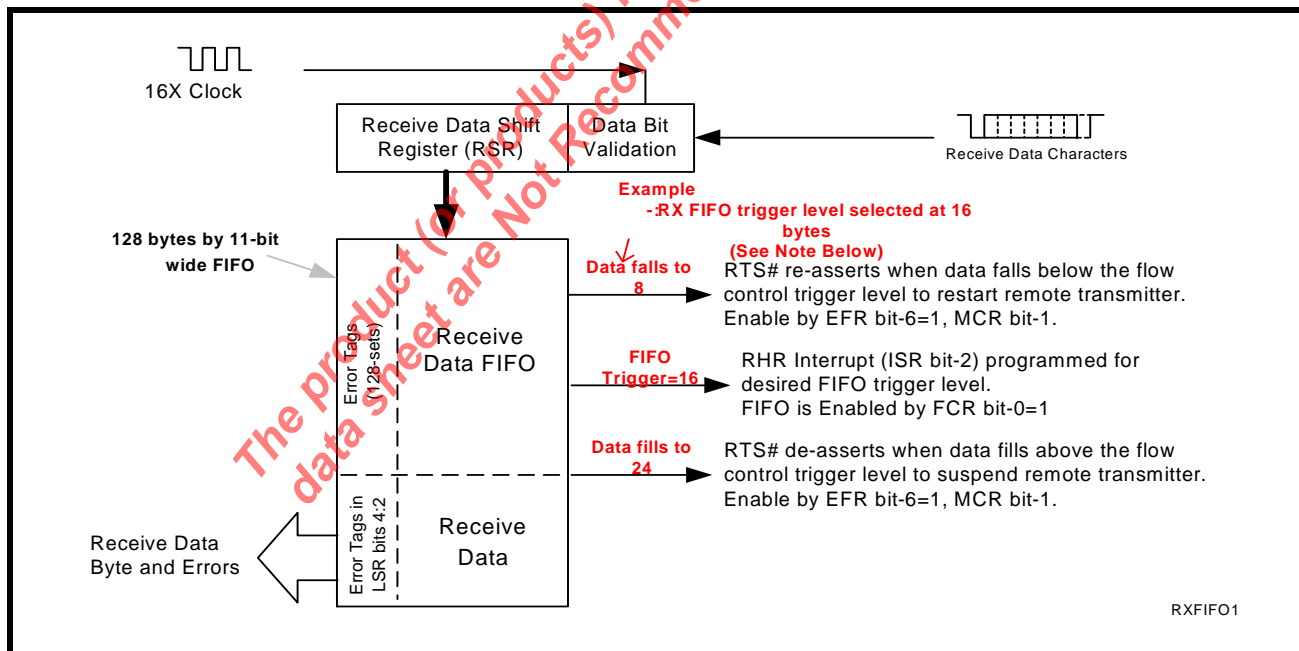 16X Clock
Receive Data Shift
Register (RSR)
Data Bit
Validation
Receive Data Characters
Example
-:RX FIFO trigger level selected at 16
bytes
(See Note Below)
128 bytes by 11-bit
wide FIFO
Data falls to
8
RTS# re-asserts when data falls below the flow
control trigger level to restart remote transmitter.
Enable by EFR bit-6=1, MCR bit-1.
Error Tags
(128-sets)
Receive
Data FIFO
FIFO
Trigger=16
RHR Interrupt (ISR bit-2) programmed for
desired FIFO trigger level.
FIFO is Enabled by FCR bit-0=1
Data fills to
24
RTS# de-asserts when data fills above the flow
control trigger level to suspend remote transmitter.
Enable by EFR bit-6=1, MCR bit-1.
Error Tags in
LSR bits 4:2
Receive
Data
Receive Data
Byte and Errors
RXFIFO1
The product (or products)
data sheet are Not